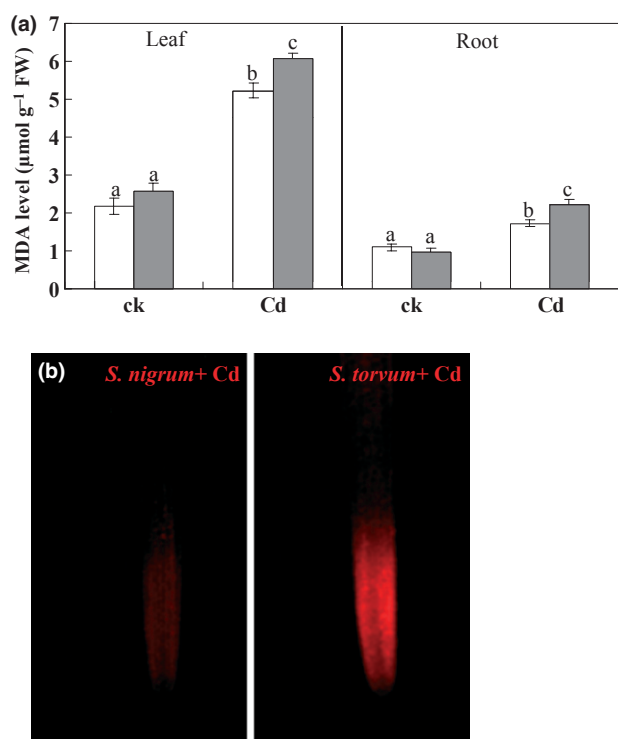 (a)
MDA level (μmol g⁻¹ FW)
7
6
5
4
3
2
1
0
Leaf
Root
a
a
b
c
a
a
b
c
ck
Cd
ck
Cd
(b)
S. nigrum+ Cd
S. torvum+ Cd